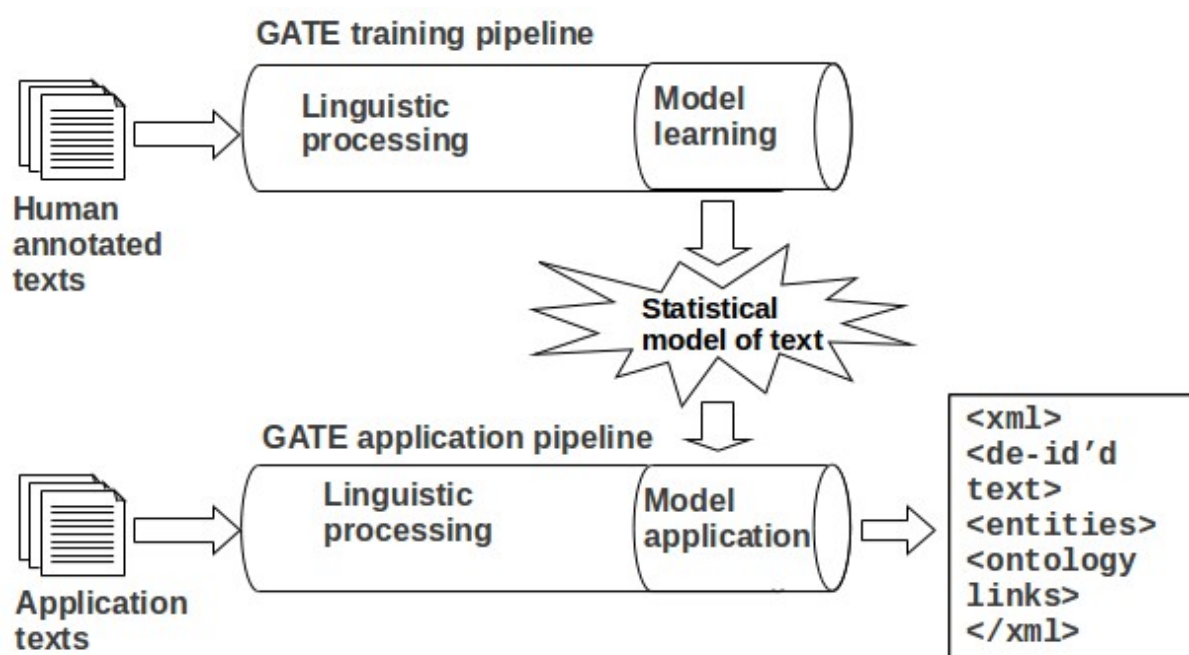 GATE training pipeline
Linguistic
processing
Model
learning
Human
annotated
texts
Statistical
model of text
GATE application pipeline
Linguistic
processing
Model
application
Application
texts
<xml>
<de-id’d
text>
<entities>
<ontology
links>
</xml>